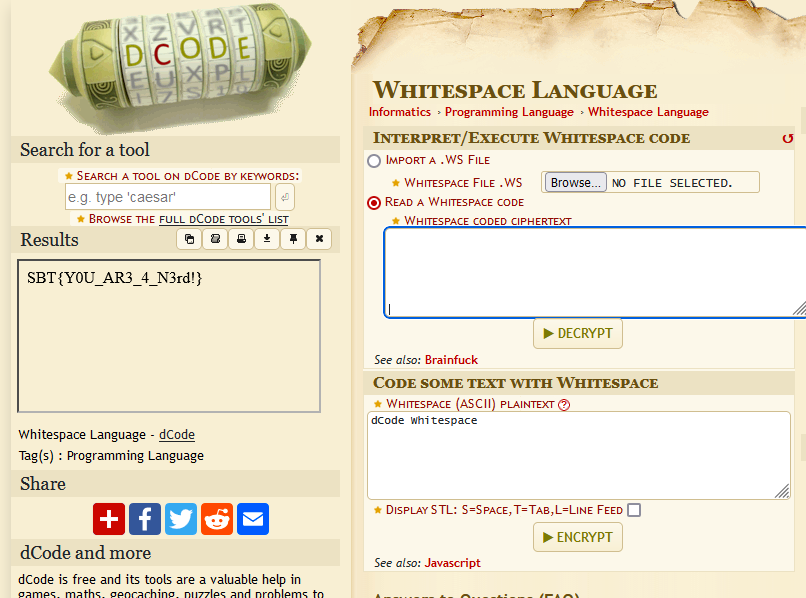 DCODE
Search for a tool
★ Search a tool on dCode by keywords:
e.g. type 'caesar'
★ Browse the full dCode tools' list
Results
SBT{Y0U_AR3_4_N3rd!}
Whitespace Language - dCode
Tag(s) : Programming Language
Share
dCode and more
dCode is free and its tools are a valuable help in
games, maths, geocaching, puzzles and problems to
Whitespace Language
Informatics › Programming Language › Whitespace Language
Interpret/Execute Whitespace code
Import a .WS File
★ Whitespace File .WS Browse... No file selected.
Read a Whitespace code
★ Whitespace coded ciphertext
▶ DECRYPT
See also: Brainfuck
Code some text with Whitespace
★ Whitespace (ASCII) plaintext ?
dCode Whitespace
★ Display STL: S=Space,T=Tab,L=Line Feed
▶ ENCRYPT
See also: Javascript
Answers to Questions (FAQ)